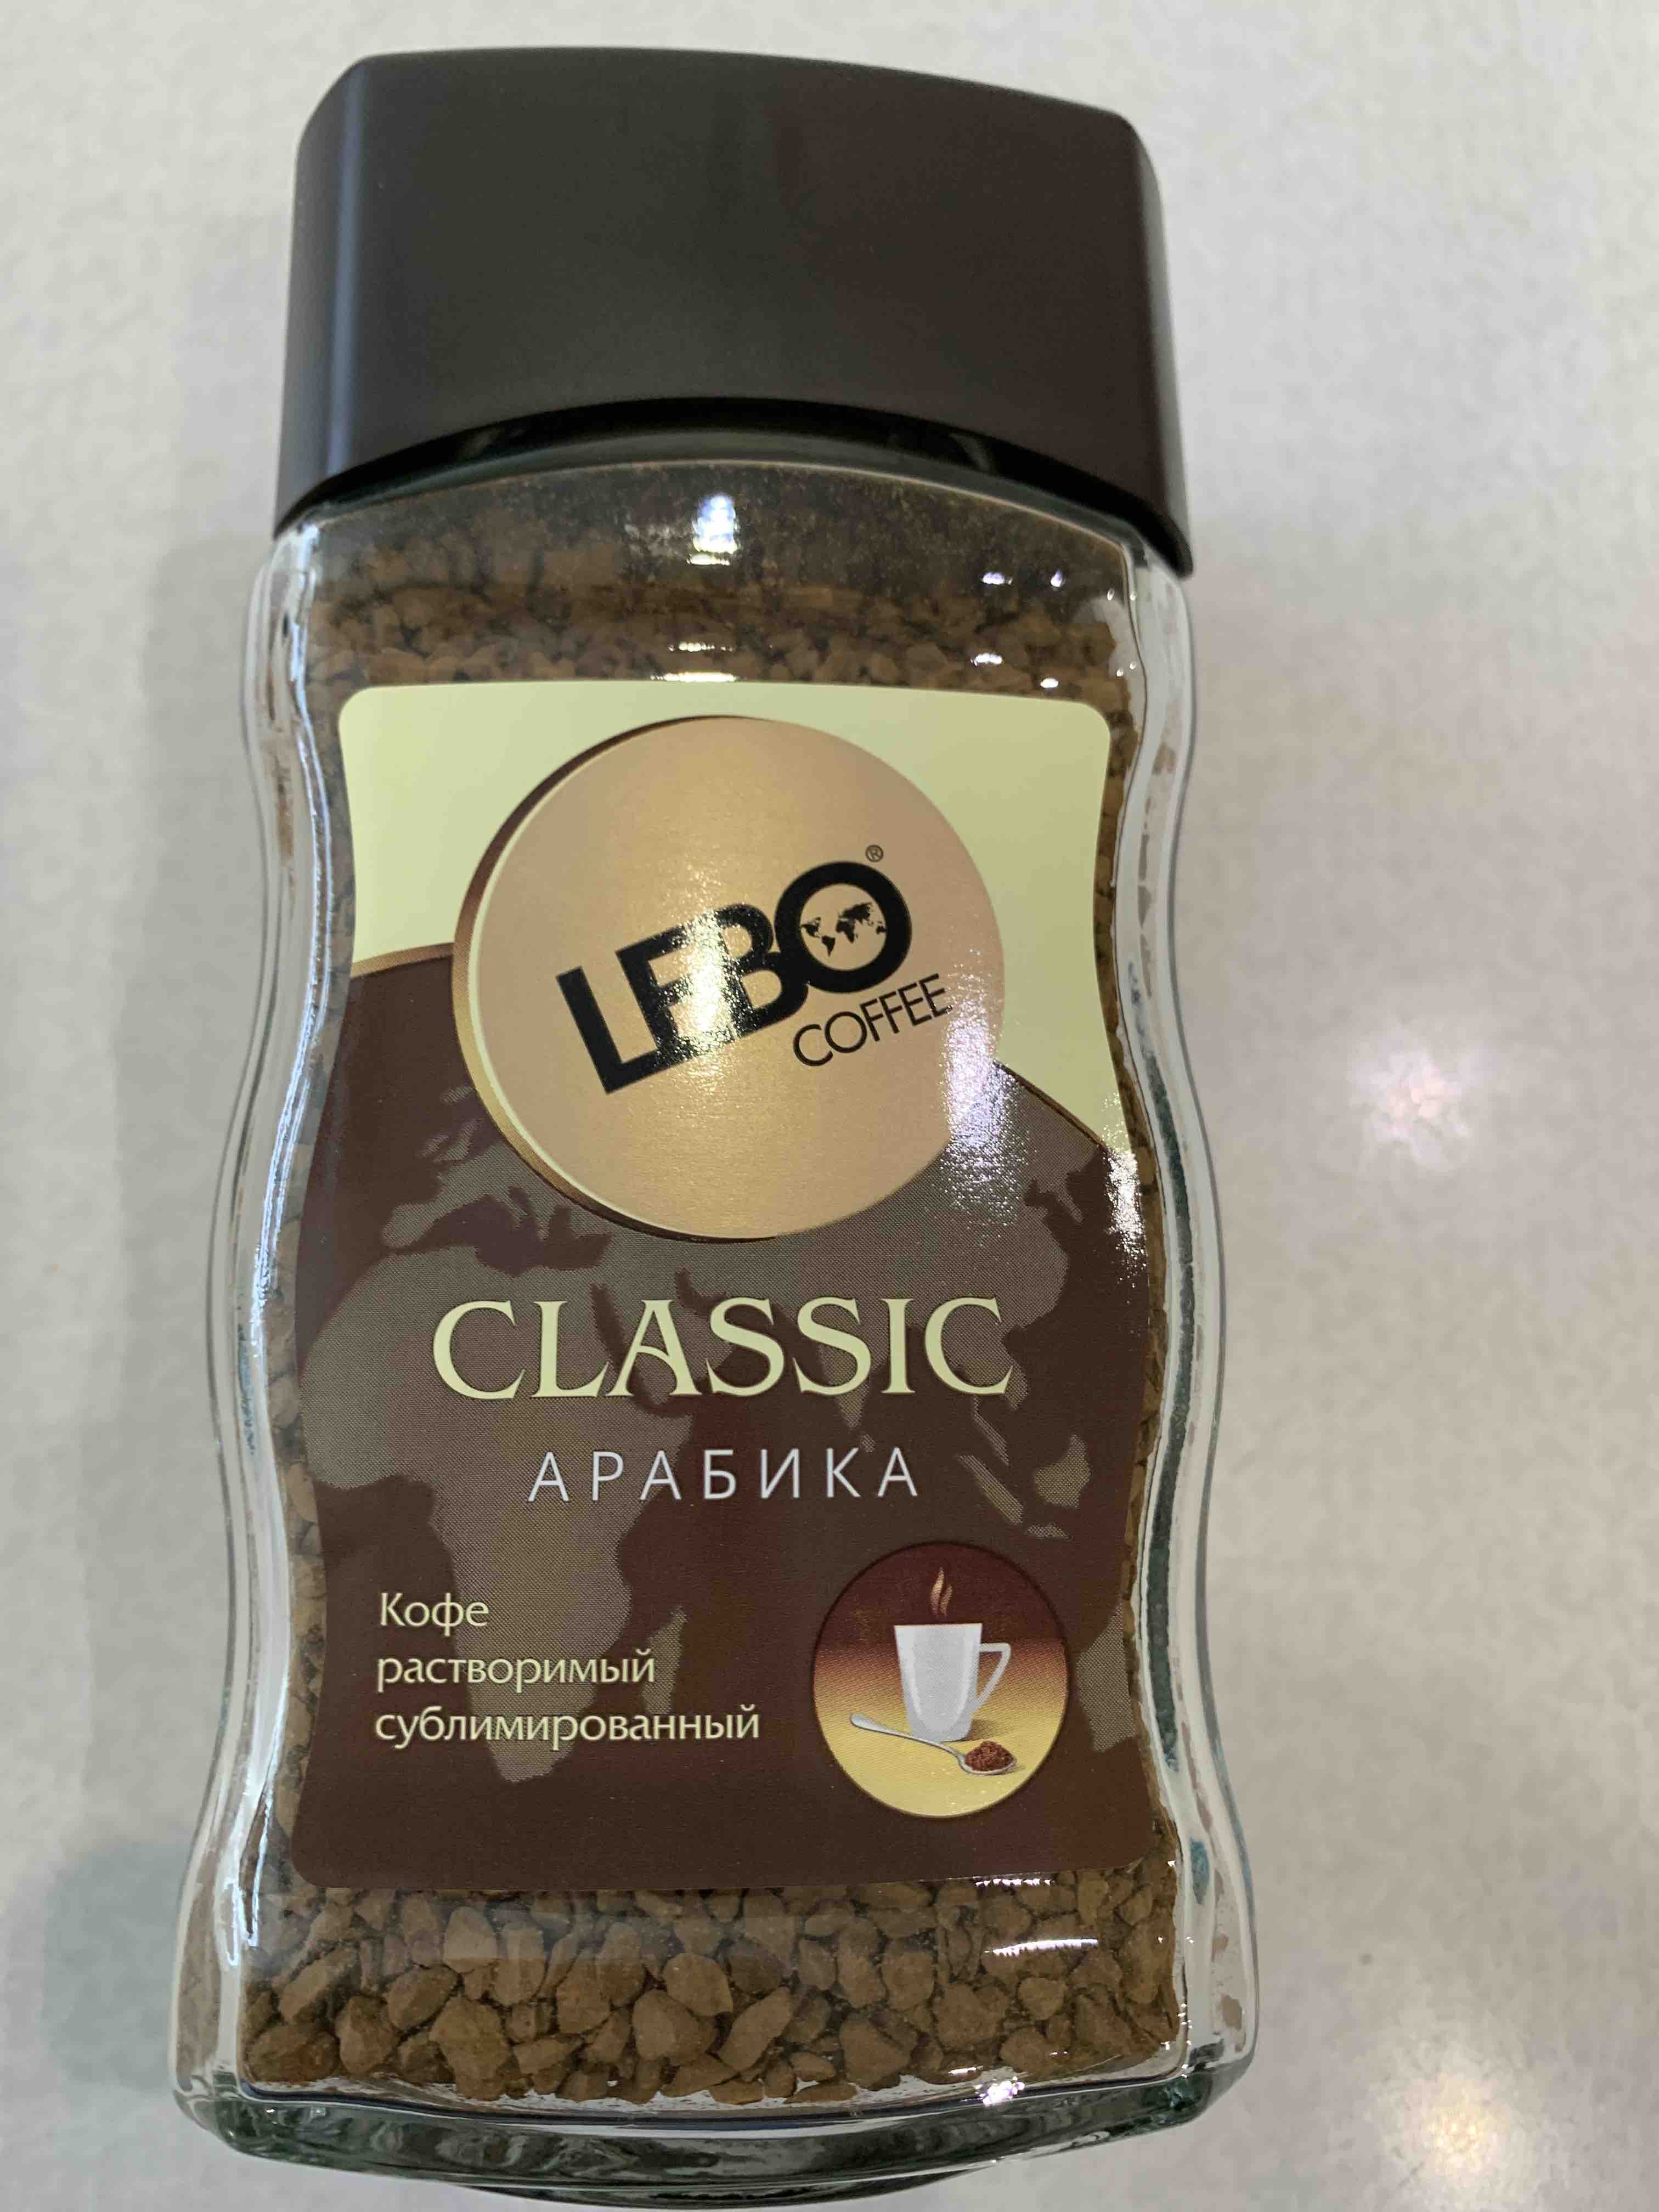 LEBO®
COFFEE
CLASSIC
АРАБИКА
Кофе
растворимый
сублимированный